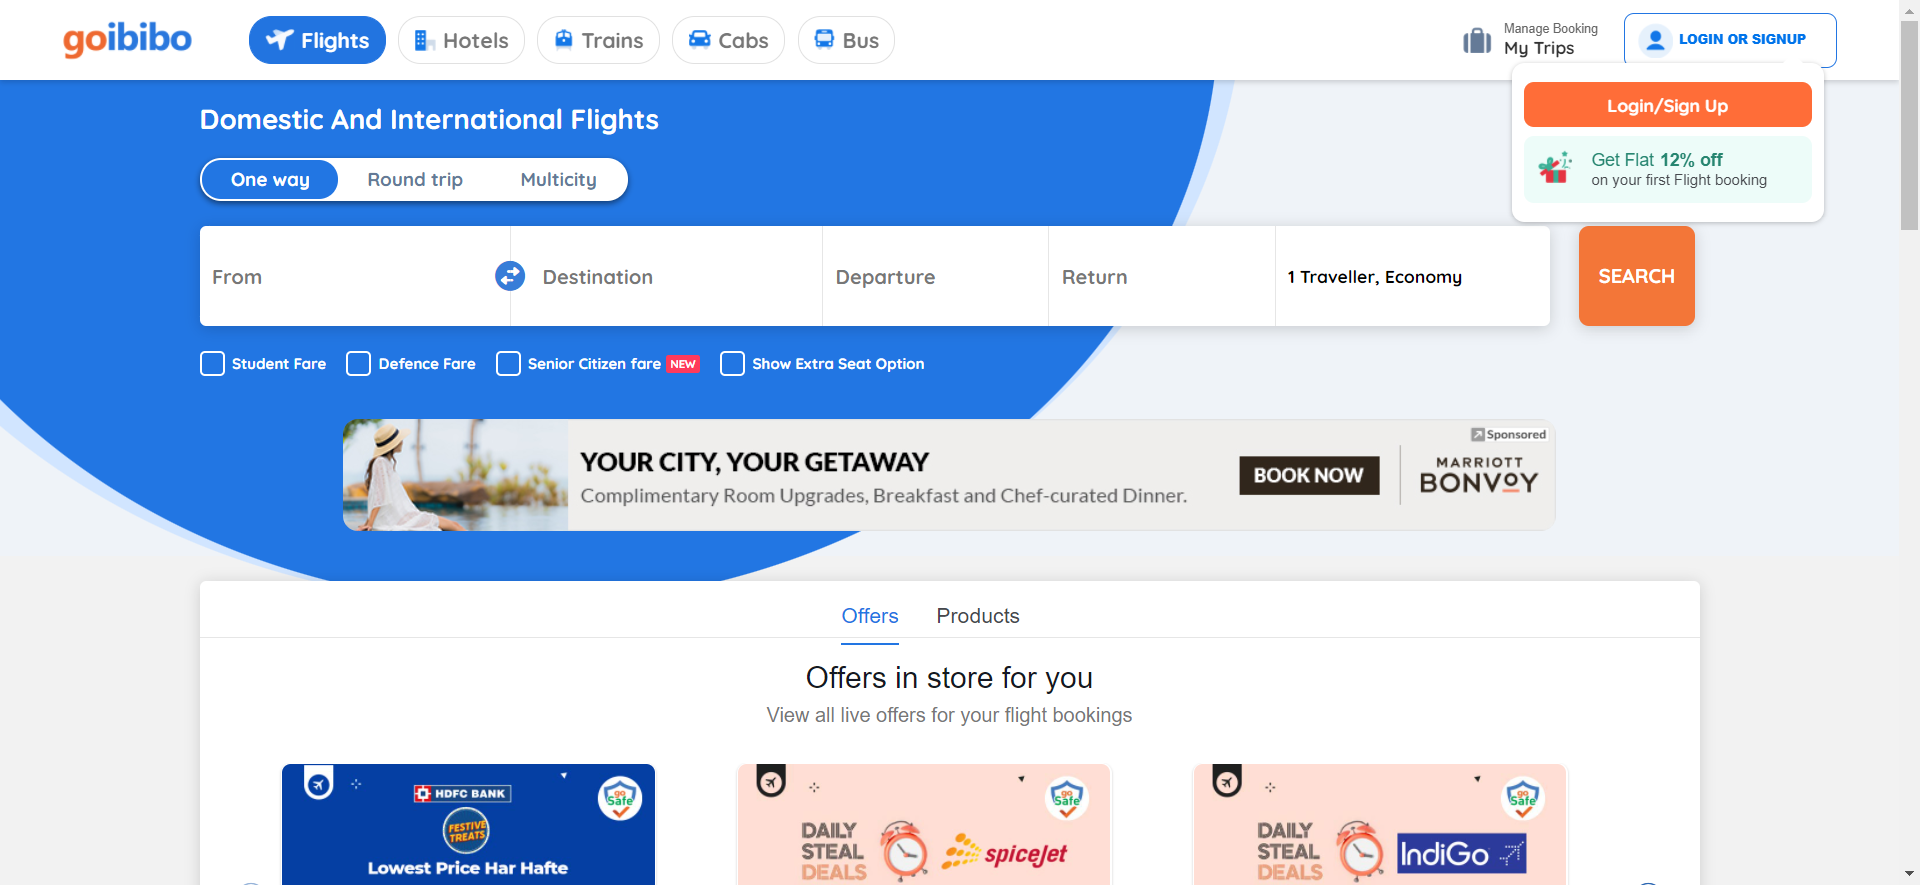 goibibo
Flights
Hotels
Trains
Cabs
Bus
Manage Booking
My Trips
LOGIN OR SIGNUP
Login/Sign Up
Get Flat 12% off
on your first Flight booking
Domestic And International Flights
One way
Round trip
Multicity
From
Destination
Departure
Return
1 Traveller, Economy
SEARCH
Student Fare
Defence Fare
Senior Citizen fare NEW
Show Extra Seat Option
Sponsored
YOUR CITY, YOUR GETAWAY
Complimentary Room Upgrades, Breakfast and Chef-curated Dinner.
BOOK NOW
MARRIOTT
BONVOY
Offers
Products
Offers in store for you
View all live offers for your flight bookings
HDFC BANK
go
Safe
FESTIVE
TREATS
Lowest Price Har Hafte
go
Safe
DAILY
STEAL
DEALS
spicejet
go
Safe
DAILY
STEAL
DEALS
IndiGo